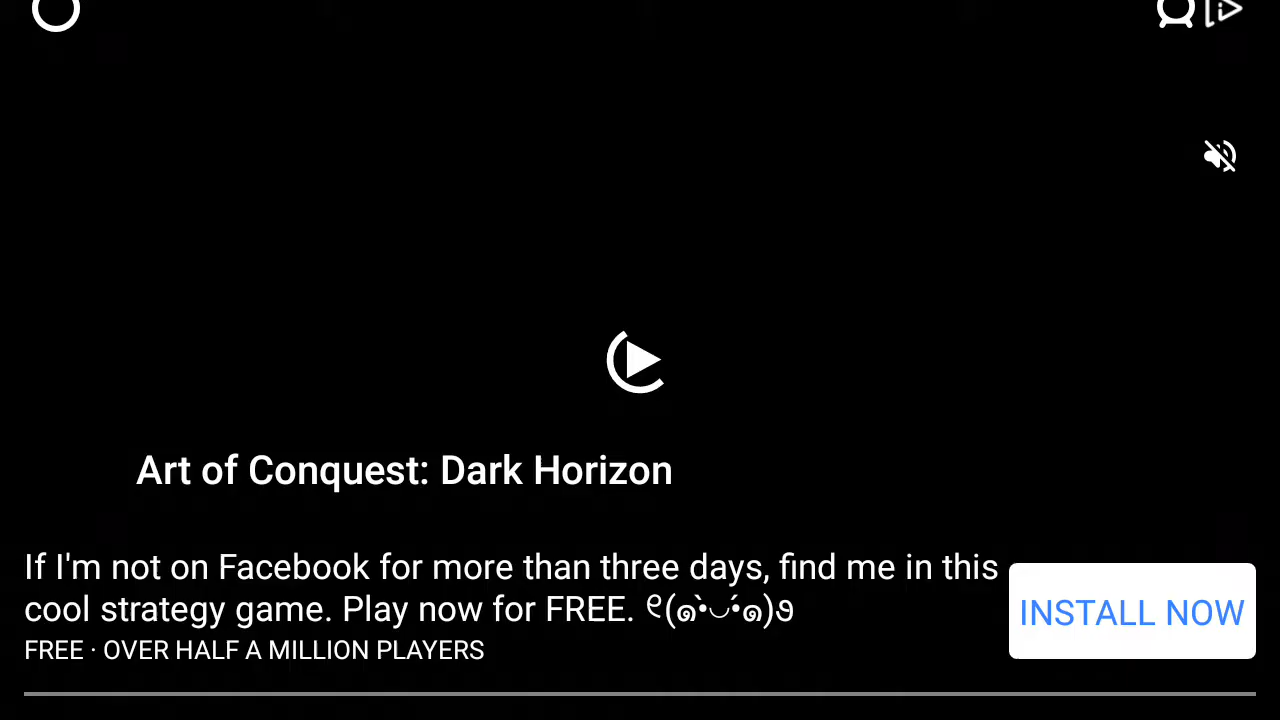 Art of Conquest: Dark Horizon
If I'm not on Facebook for more than three days, find me in this
cool strategy game. Play now for FREE. ୧(๑•̀◡•́๑)૭
INSTALL NOW
FREE · OVER HALF A MILLION PLAYERS